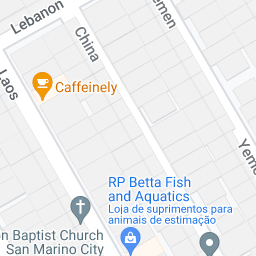 Lebanon
Yemen
China
Laos
Caffeinely
Yeme
RP Betta Fish
and Aquatics
Loja de suprimentos para
animais de estimação
n Baptist Church
San Marino City